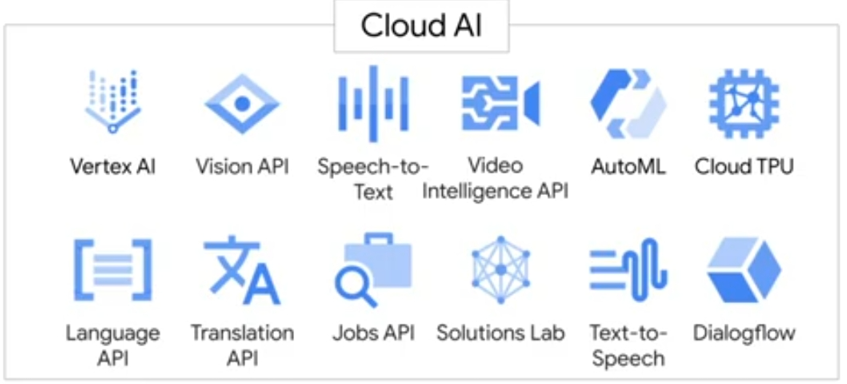 Cloud AI
Vertex AI
Vision API
Speech-to-
Text
Video
Intelligence API
AutoML
Cloud TPU
Language
API
Translation
API
Jobs API
Solutions Lab
Text-to-
Speech
Dialogflow